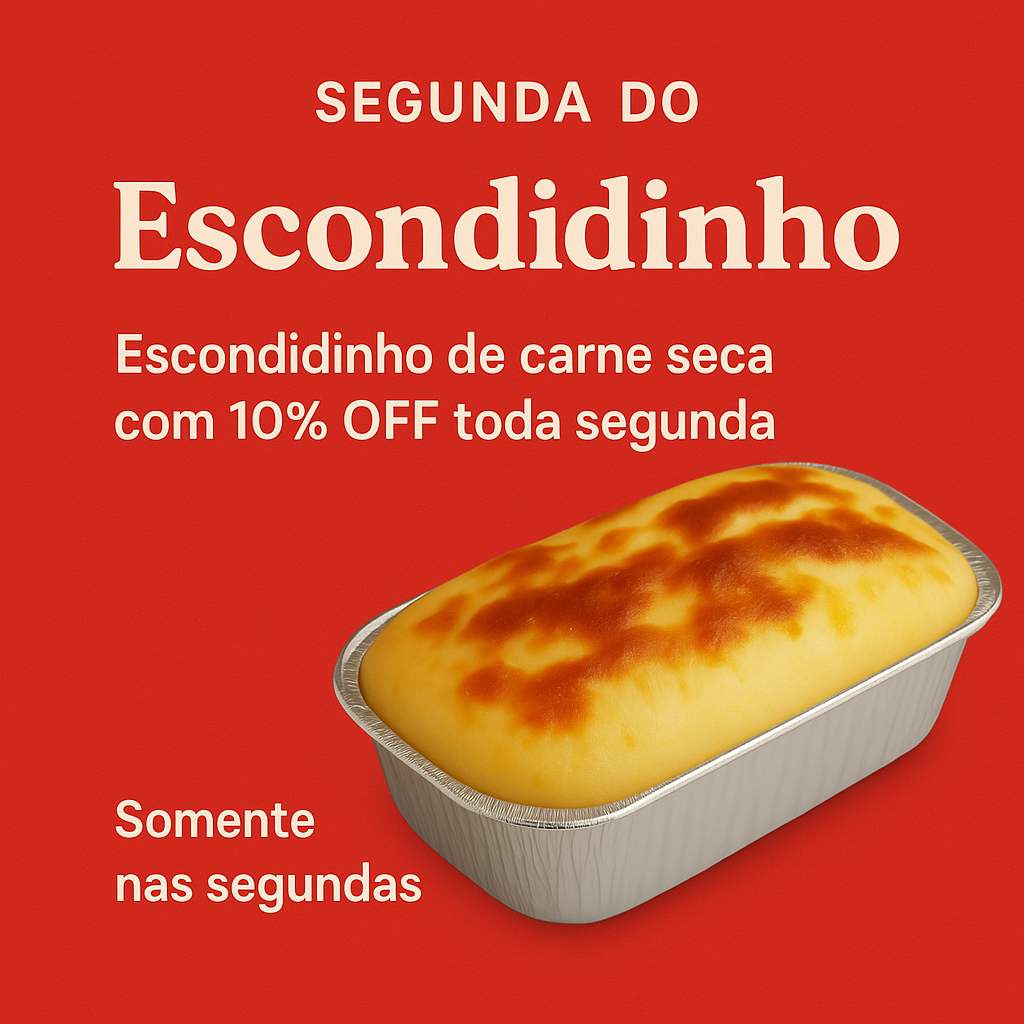 SEGUNDA DO
Escondidinho
Escondidinho de carne seca
com 10% OFF toda segunda
Somente
nas segundas